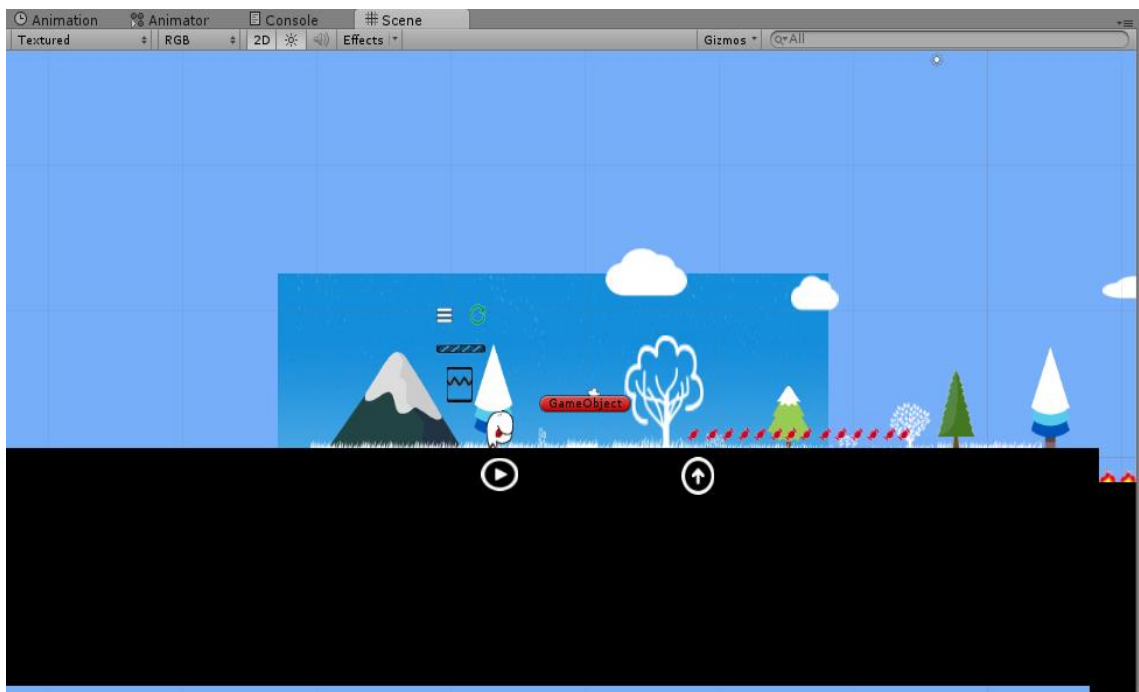 Animation Animator Console Scene
Textured RGB 2D Effects Gizmos All
GameObject